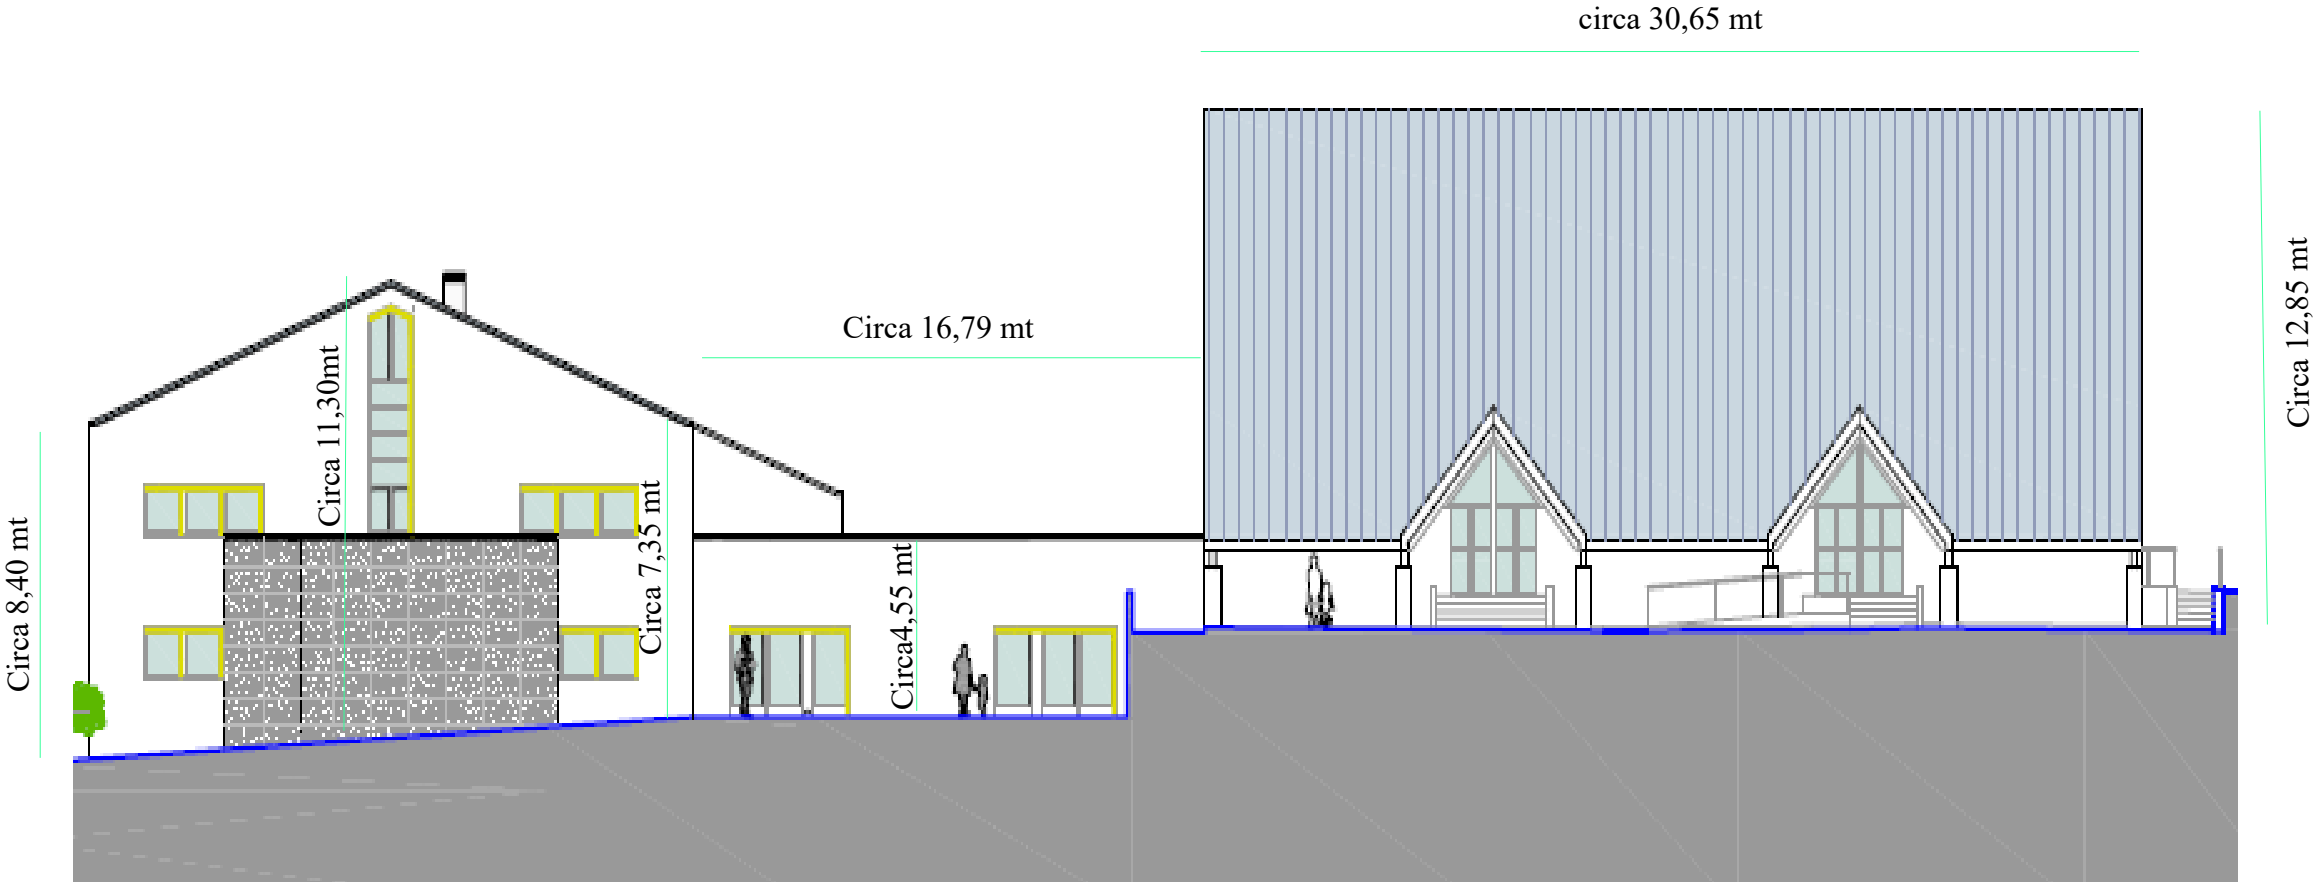 circa 30,65 mt
Circa 16,79 mt
Circa 12,85 mt
Circa 11,30mt
Circa 7,35 mt
Circa 8,40 mt
Circa4,55 mt